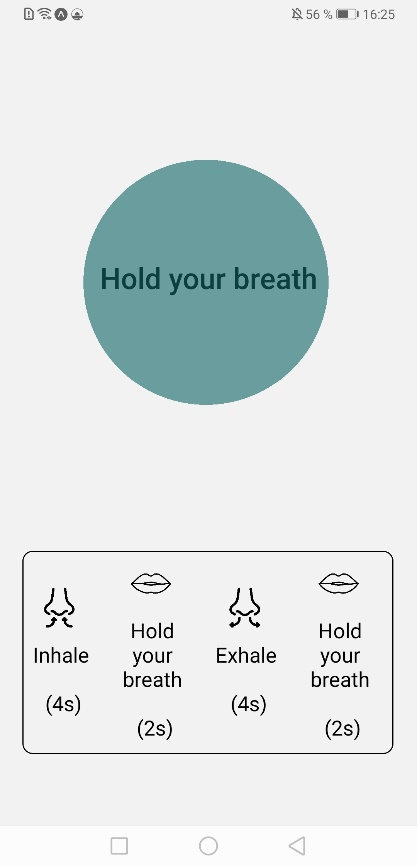 56 % 16:25
Hold your breath
Inhale
(4s)
Hold
your
breath
(2s)
Exhale
(4s)
Hold
your
breath
(2s)